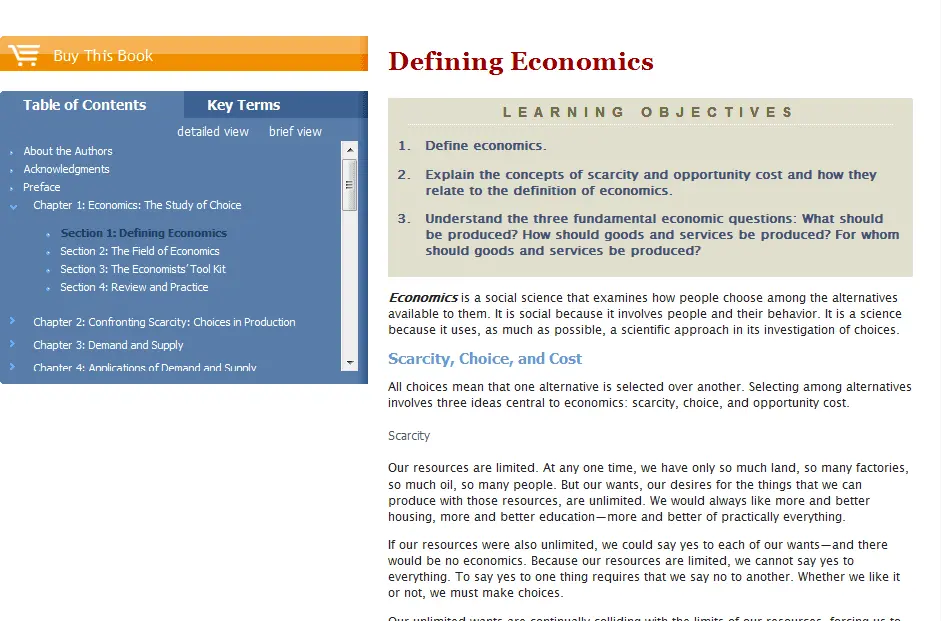 Buy This Book
Table of Contents
Key Terms
detailed view
brief view
About the Authors
Acknowledgments
Preface
Chapter 1: Economics: The Study of Choice
Section 1: Defining Economics
Section 2: The Field of Economics
Section 3: The Economists’ Tool Kit
Section 4: Review and Practice
Chapter 2: Confronting Scarcity: Choices in Production
Chapter 3: Demand and Supply
Chapter 4: Applications of Demand and Supply
Defining Economics
LEARNING OBJECTIVES
1. Define economics.
2. Explain the concepts of scarcity and opportunity cost and how they
relate to the definition of economics.
3. Understand the three fundamental economic questions: What should
be produced? How should goods and services be produced? For whom
should goods and services be produced?
Economics is a social science that examines how people choose among the alternatives
available to them. It is social because it involves people and their behavior. It is a science
because it uses, as much as possible, a scientific approach in its investigation of choices.
Scarcity, Choice, and Cost
All choices mean that one alternative is selected over another. Selecting among alternatives
involves three ideas central to economics: scarcity, choice, and opportunity cost.
Scarcity
Our resources are limited. At any one time, we have only so much land, so many factories,
so much oil, so many people. But our wants, our desires for the things that we can
produce with those resources, are unlimited. We would always like more and better
housing, more and better education—more and better of practically everything.
If our resources were also unlimited, we could say yes to each of our wants—and there
would be no economics. Because our resources are limited, we cannot say yes to
everything. To say yes to one thing requires that we say no to another. Whether we like it
or not, we must make choices.
Our unlimited wants are continually colliding with the limits of our resources, forcing us to